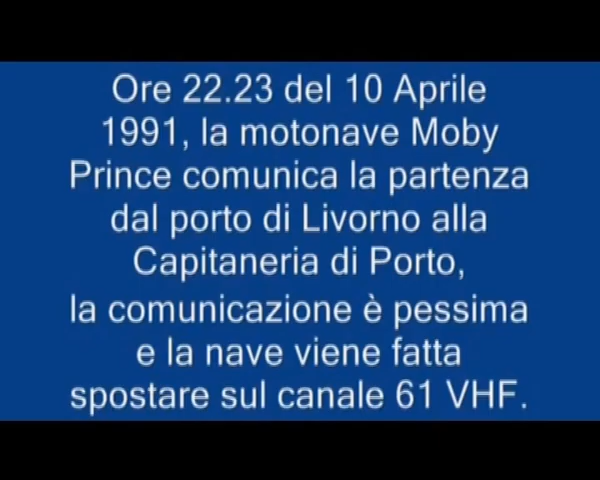 Ore 22.23 del 10 Aprile
1991, la motonave Moby
Prince comunica la partenza
dal porto di Livorno alla
Capitaneria di Porto,
la comunicazione è pessima
e la nave viene fatta
spostare sul canale 61 VHF.